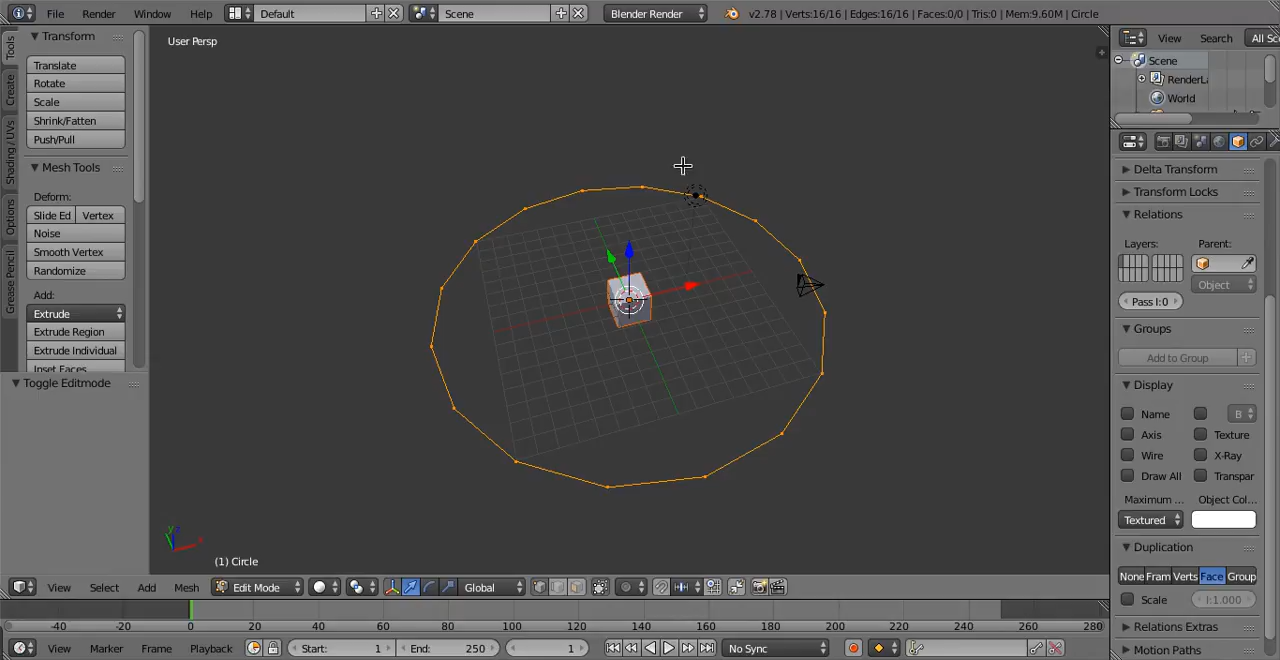 File Render Window Help Default Scene Blender Render v2.78 | Verts:16/16 | Edges:16/16 | Faces:0/0 | Tris:0 | Mem:9.60M | Circle
Tools
Create
Shading / UVs
Options
Grease Pencil
Transform
Translate
Rotate
Scale
Shrink/Fatten
Push/Pull
Mesh Tools
Deform:
Slide Ed Vertex
Noise
Smooth Vertex
Randomize
Add:
Extrude
Extrude Region
Extrude Individual
Inset Faces
Toggle Editmode
User Persp
(1) Circle
View Select Add Mesh Edit Mode Global
View Search All Sc
Scene
RenderLa
World
Delta Transform
Transform Locks
Relations
Layers: Parent:
Object
Pass I:0
Groups
Add to Group
Display
Name B
Axis Texture
Wire X-Ray
Draw All Transpar
Maximum ... Object Col...
Textured
Duplication
None Fram Verts Face Group
Scale I:1.000
Relations Extras
Motion Paths
-40 -20 0 20 40 60 80 100 120 140 160 180 200 220 240 260 280
View Marker Frame Playback Start: 1 End: 250 1 No Sync